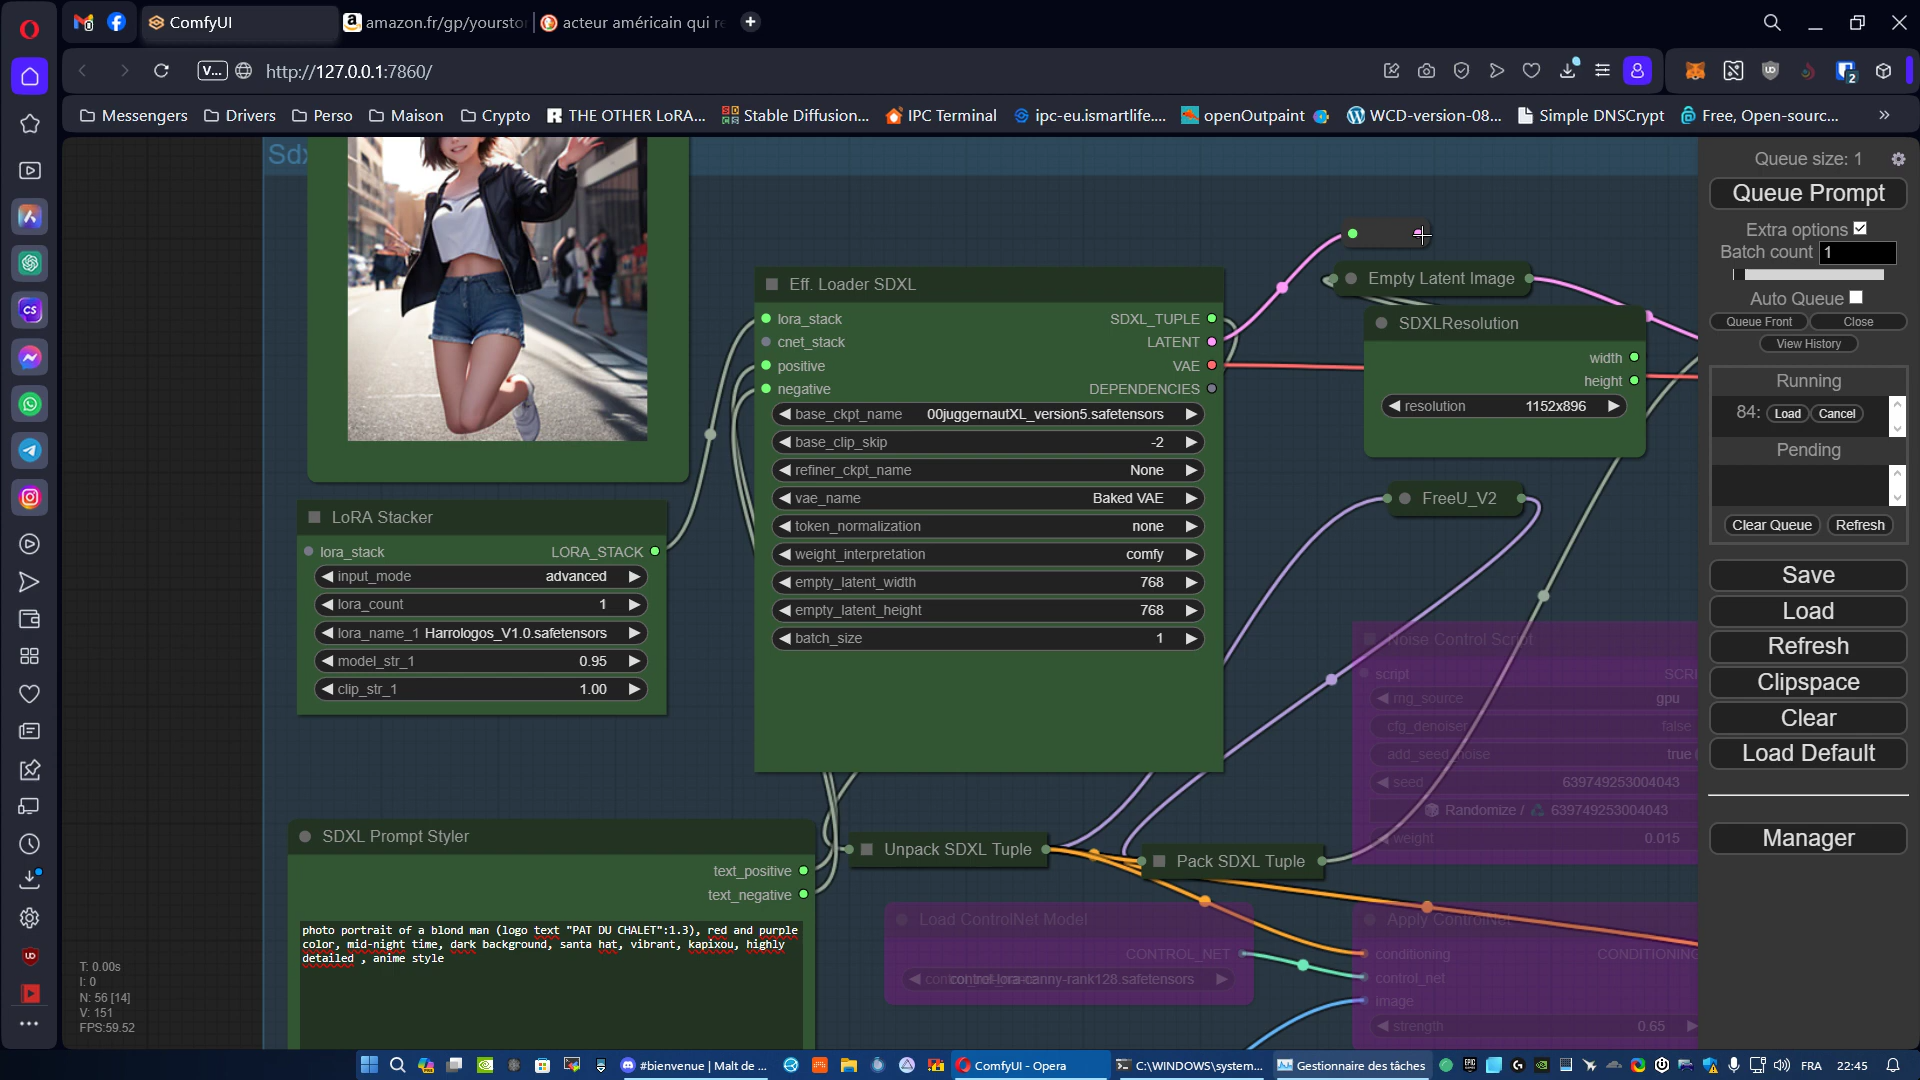 ComfyUI
amazon.fr/gp/yourstor
acteur américain qui re
V...
http://127.0.0.1:7860/
2
Messengers
Drivers
Perso
Maison
Crypto
THE OTHER LoRA...
Stable Diffusion...
IPC Terminal
ipc-eu.ismartlife....
openOutpaint
WCD-version-08...
Simple DNSCrypt
Free, Open-sourc...
»
Sdx
Eff. Loader SDXL
lora_stack
SDXL_TUPLE
cnet_stack
LATENT
positive
VAE
negative
DEPENDENCIES
base_ckpt_name 00juggernautXL_version5.safetensors
base_clip_skip -2
refiner_ckpt_name None
vae_name Baked VAE
token_normalization none
weight_interpretation comfy
empty_latent_width 768
empty_latent_height 768
batch_size 1
LoRA Stacker
lora_stack LORA_STACK
input_mode advanced
lora_count 1
lora_name_1 Harrologos_V1.0.safetensors
model_str_1 0.95
clip_str_1 1.00
SDXL Prompt Styler
text_positive
text_negative
photo portrait of a blond man (logo text "PAT DU CHALET":1.3), red and purple
color, mid-night time, dark background, santa hat, vibrant, kapixou, highly
detailed , anime style
Unpack SDXL Tuple
Pack SDXL Tuple
Empty Latent Image
SDXLResolution
width
height
resolution 1152x896
FreeU_V2
Noise Control Script
script SCRI
rng_source gpu
cfg_denoiser false
add_seed_noise true (
seed 639749253004043
Randomize / 639749253004043
weight 0.015
Load ControlNet Model
CONTROL_NET
control-lora-canny-rank128.safetensors
Apply ControlNet
conditioning CONDITIONING
control_net
image
strength 0.65
T: 0.00s
I: 0
N: 56 [14]
V: 151
FPS:59.52
Queue size: 1
Queue Prompt
Extra options
Batch count 1
Auto Queue
Queue Front
Close
View History
Running
84: Load Cancel
Pending
Clear Queue
Refresh
Save
Load
Refresh
Clipspace
Clear
Load Default
Manager
#bienvenue | Malt de ...
ComfyUI - Opera
C:\WINDOWS\system...
Gestionnaire des tâches
FRA
22:45